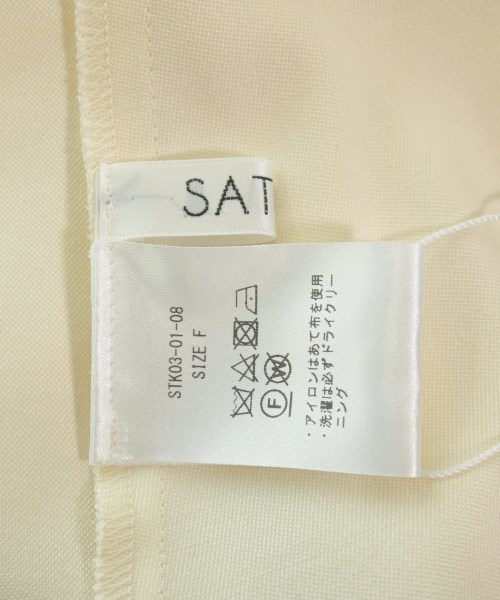 SAT
STK03-01-08
SIZE F
F
W
・アイロンはあて布を使用
・洗濯は必ずドライクリー
ニング